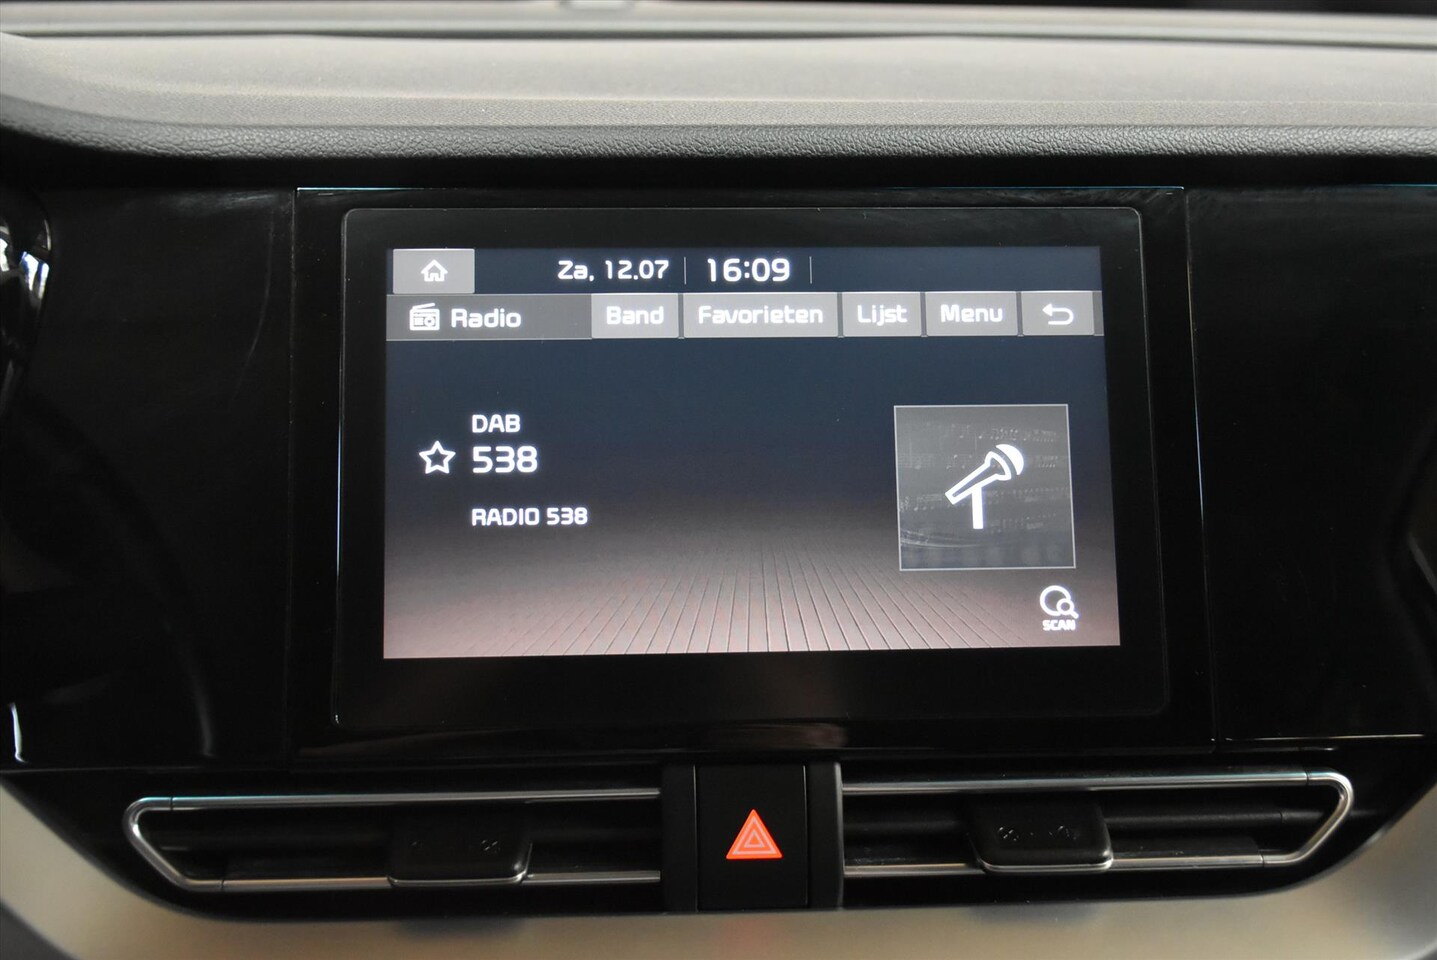 Za, 12.07 16:09
Radio Band Favorieten Lijst Menu
DAB
538
RADIO 538
SCAN